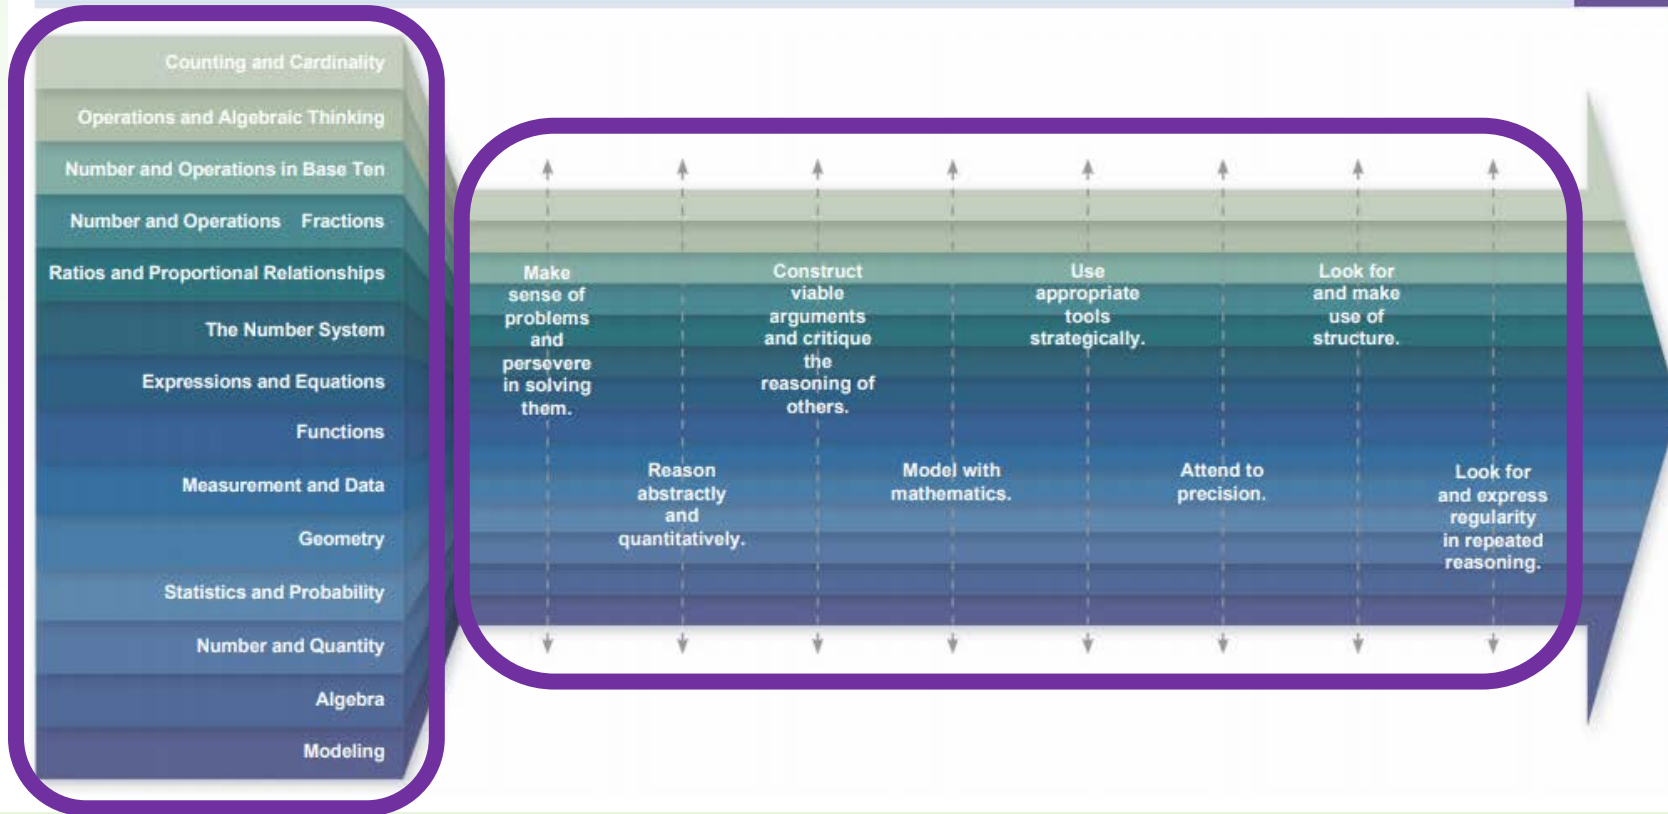 Counting and Cardinality
Operations and Algebraic Thinking
Number and Operations in Base Ten
Number and Operations Fractions
Ratios and Proportional Relationships
The Number System
Expressions and Equations
Functions
Measurement and Data
Geometry
Statistics and Probability
Number and Quantity
Algebra
Modeling
Make
sense of
problems
and
persevere
in solving
them.
Reason
abstractly
and
quantitatively.
Construct
viable
arguments
and critique
the
reasoning of
others.
Model with
mathematics.
Use
appropriate
tools
strategically.
Attend to
precision.
Look for
and make
use of
structure.
Look for
and express
regularity
in repeated
reasoning.